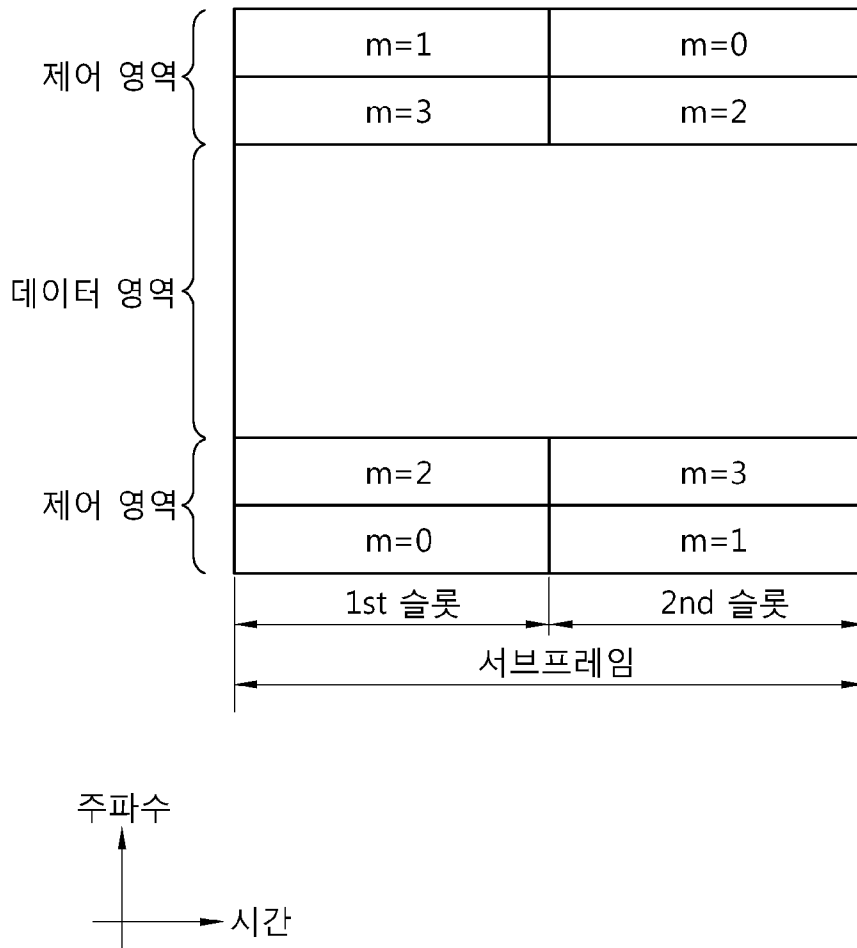 제어 영역
m=1
m=0
m=3
m=2
데이터 영역
제어 영역
m=2
m=3
m=0
m=1
1st 슬롯
2nd 슬롯
서브프레임
주파수
시간